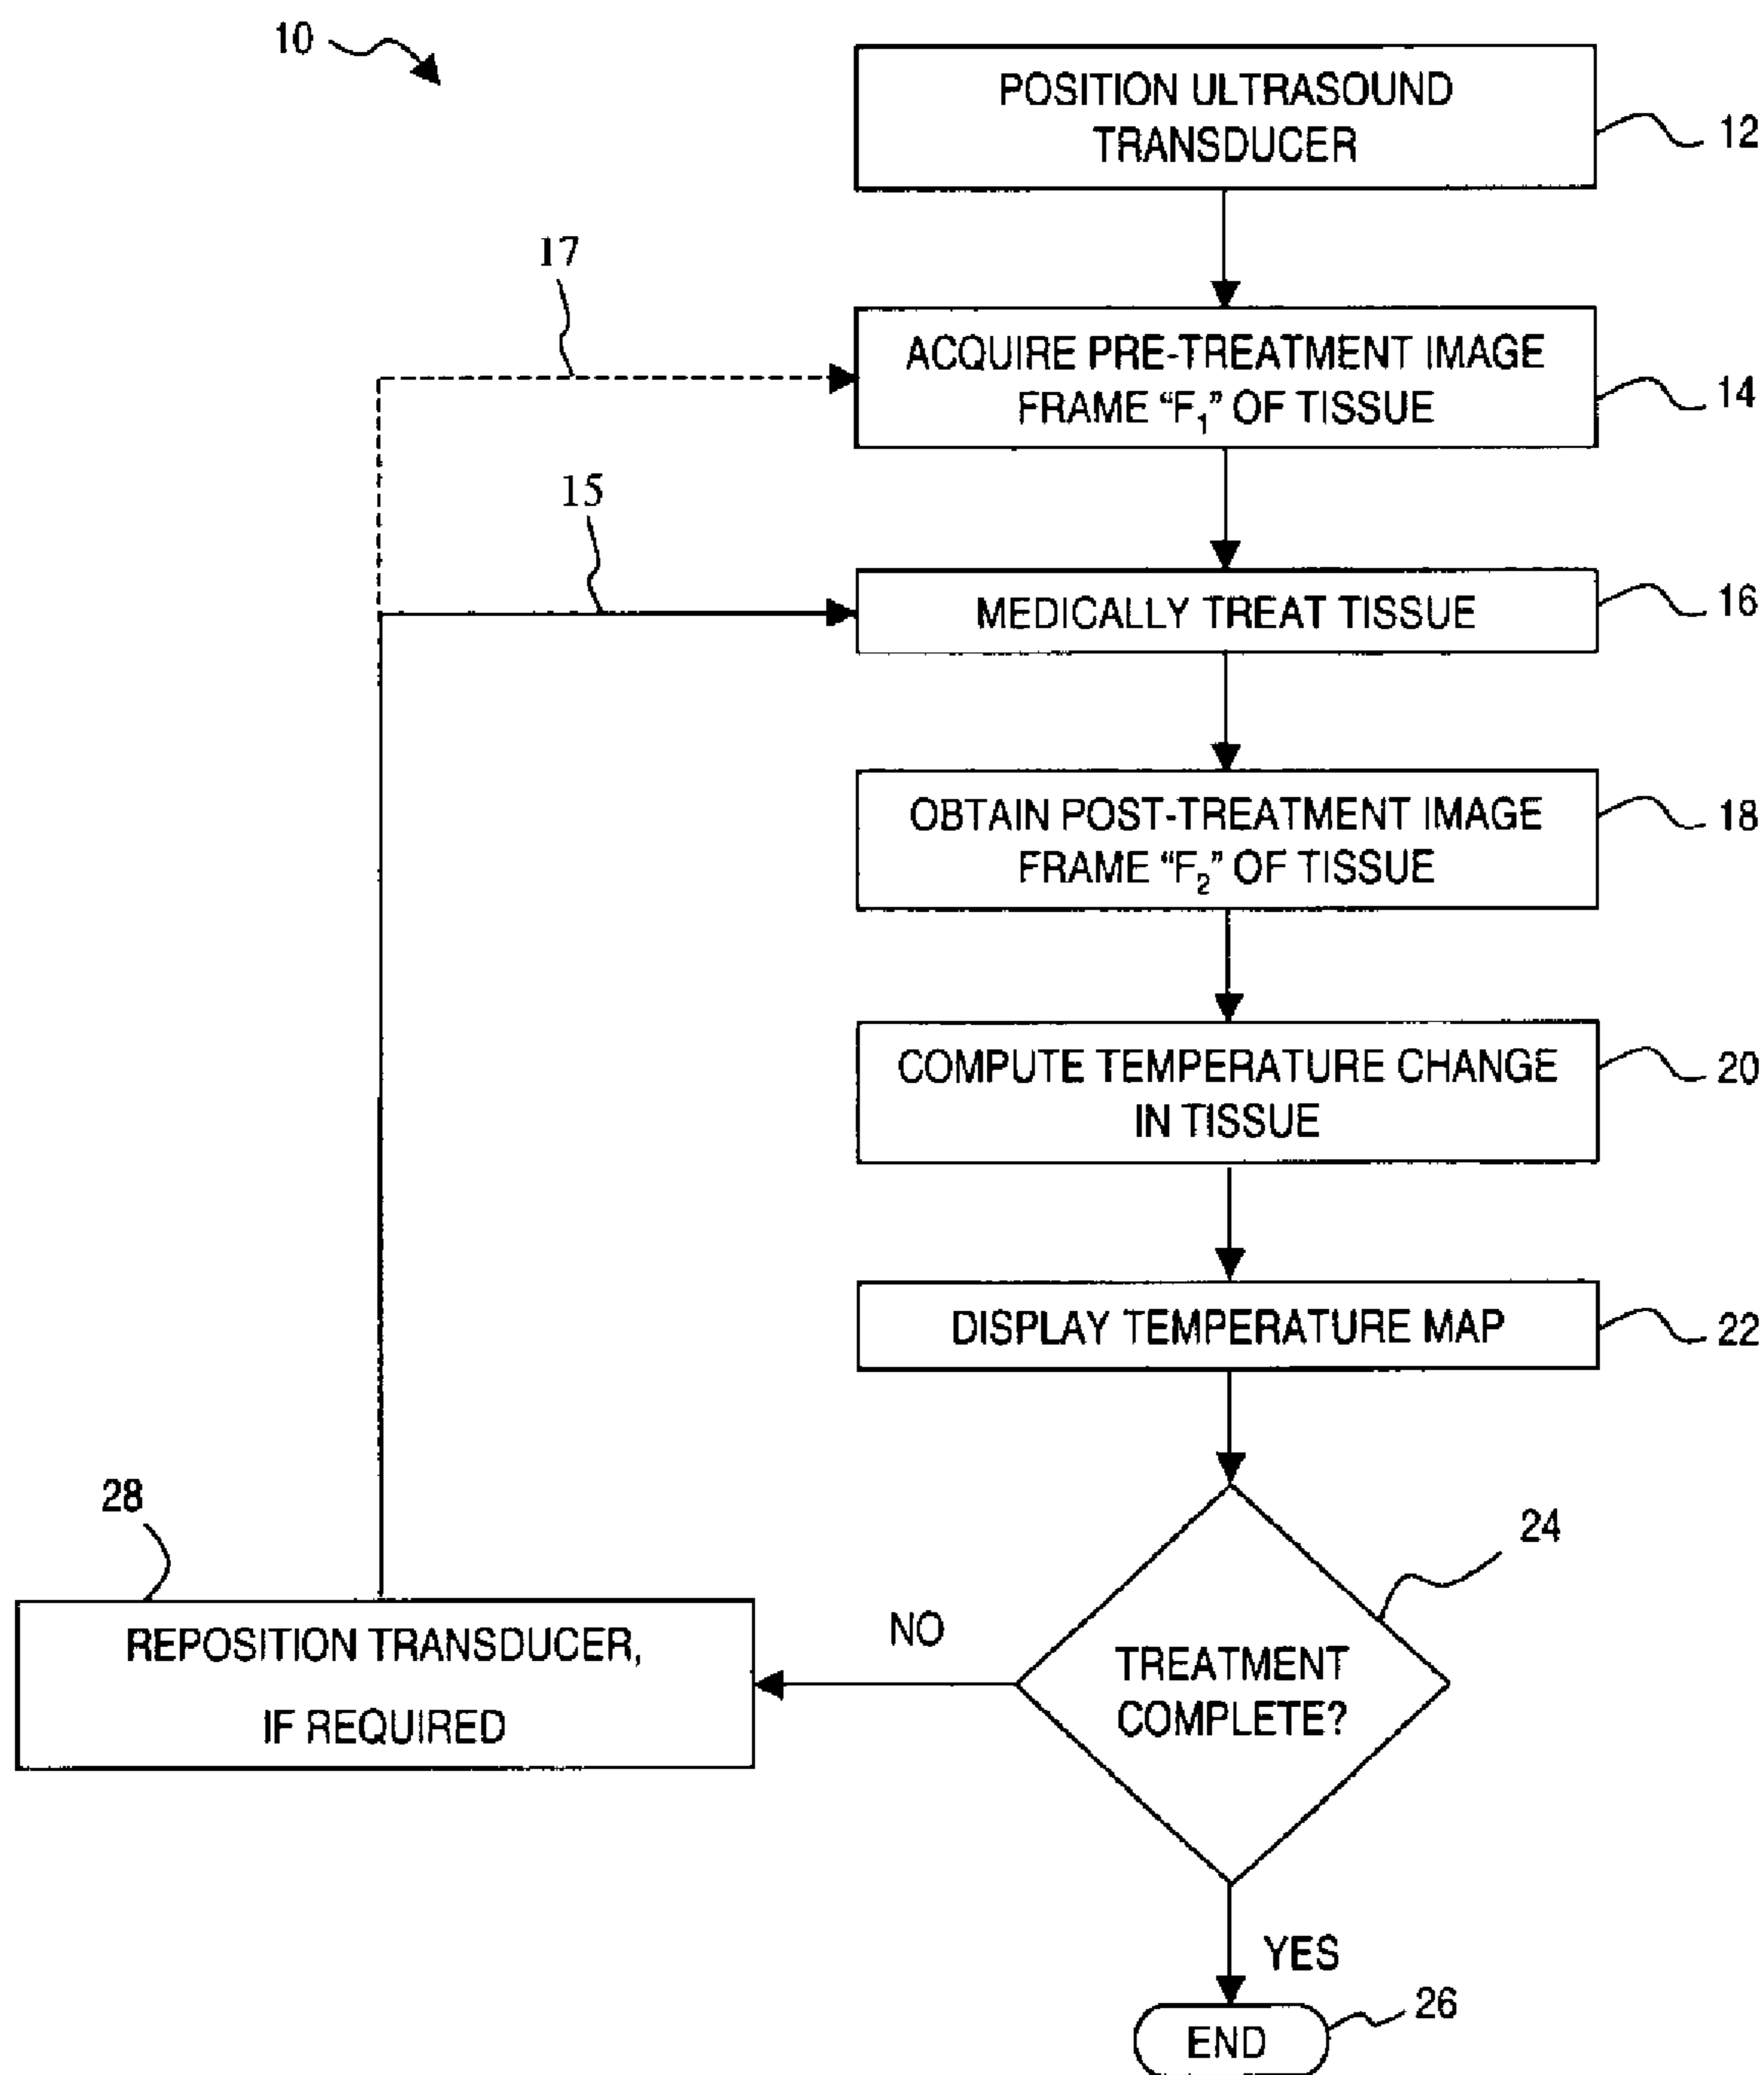 10
POSITION ULTRASOUND
TRANSDUCER
12
17
ACQUIRE PRE-TREATMENT IMAGE
FRAME “F₁” OF TISSUE
14
15
MEDICALLY TREAT TISSUE
16
OBTAIN POST-TREATMENT IMAGE
FRAME “F₂” OF TISSUE
18
COMPUTE TEMPERATURE CHANGE
IN TISSUE
20
DISPLAY TEMPERATURE MAP
22
TREATMENT
COMPLETE?
24
NO
28
REPOSITION TRANSDUCER,
IF REQUIRED
YES
END
26